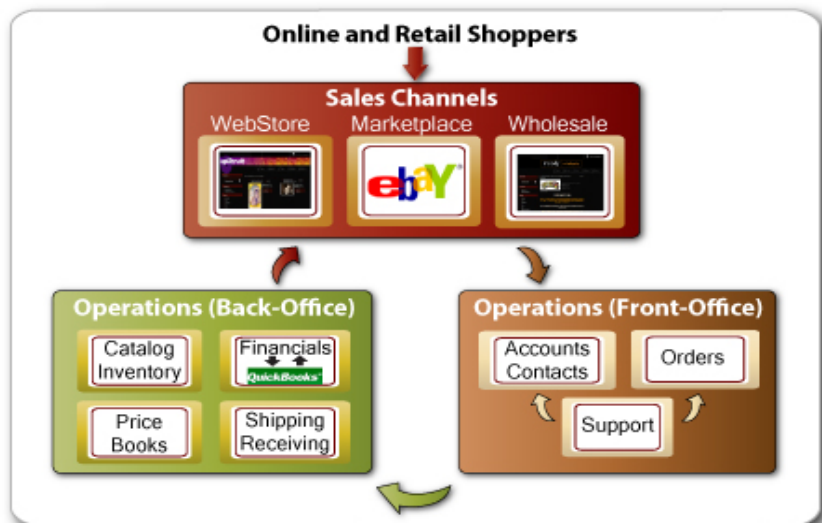 Online and Retail Shoppers
Sales Channels
WebStore
Marketplace
Wholesale
ebaY®
Operations (Back-Office)
Catalog
Inventory
Financials
QuickBooks
Price
Books
Shipping
Receiving
Operations (Front-Office)
Accounts
Contacts
Orders
Support